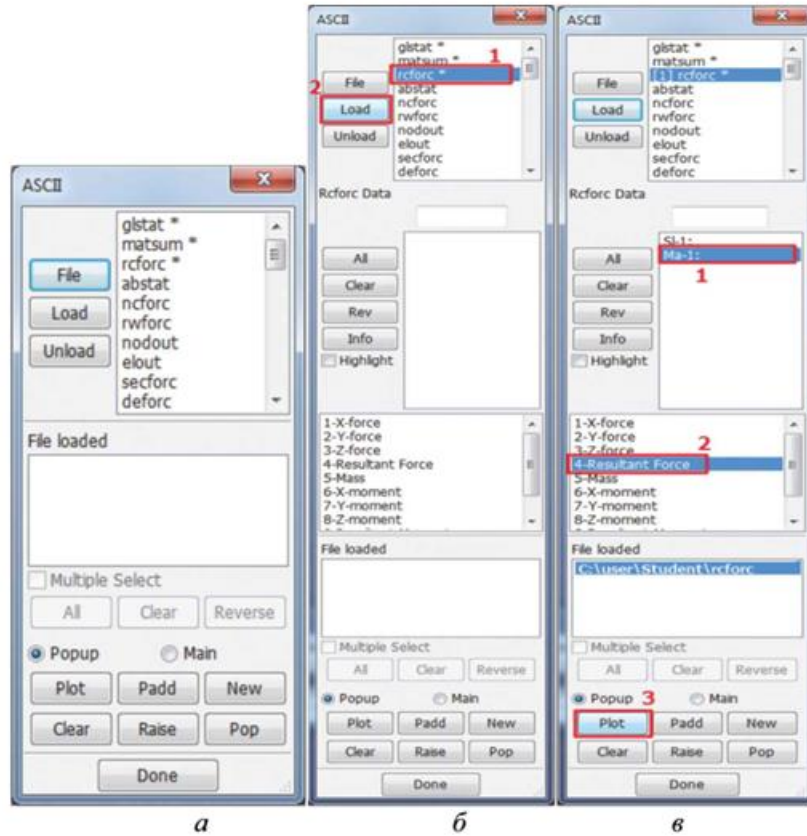 ASCII
glstat *
matsum *
rcforc *
abstat
ncforc
rwforc
nodout
elout
secforc
deforc
File
Load
Unload
File loaded
Multiple Select
All Clear Reverse
Popup Main
Plot Padd New
Clear Raise Pop
Done
а
ASCII
glstat *
matsum *
rcforc * 1
abstat
ncforc
rwforc
nodout
elout
secforc
deforc
File
2 Load
Unload
Rcforc Data
All
Clear
Rev
Info
Highlight
1-X-force
2-Y-force
3-Z-force
4-Resultant Force
5-Mass
6-X-moment
7-Y-moment
8-Z-moment
File loaded
Multiple Select
All Clear Reverse
Popup Main
Plot Padd New
Clear Raise Pop
Done
б
ASCII
glstat *
matsum *
[1] rcforc *
abstat
ncforc
rwforc
nodout
elout
secforc
deforc
File
Load
Unload
Rcforc Data
Sl-1:
Ma-1:
1
All
Clear
Rev
Info
Highlight
1-X-force
2-Y-force
3-Z-force 2
4-Resultant Force
5-Mass
6-X-moment
7-Y-moment
8-Z-moment
File loaded
C:\user\Student\rcforc
Multiple Select
All Clear Reverse
Popup 3 Main
Plot Padd New
Clear Raise Pop
Done
в